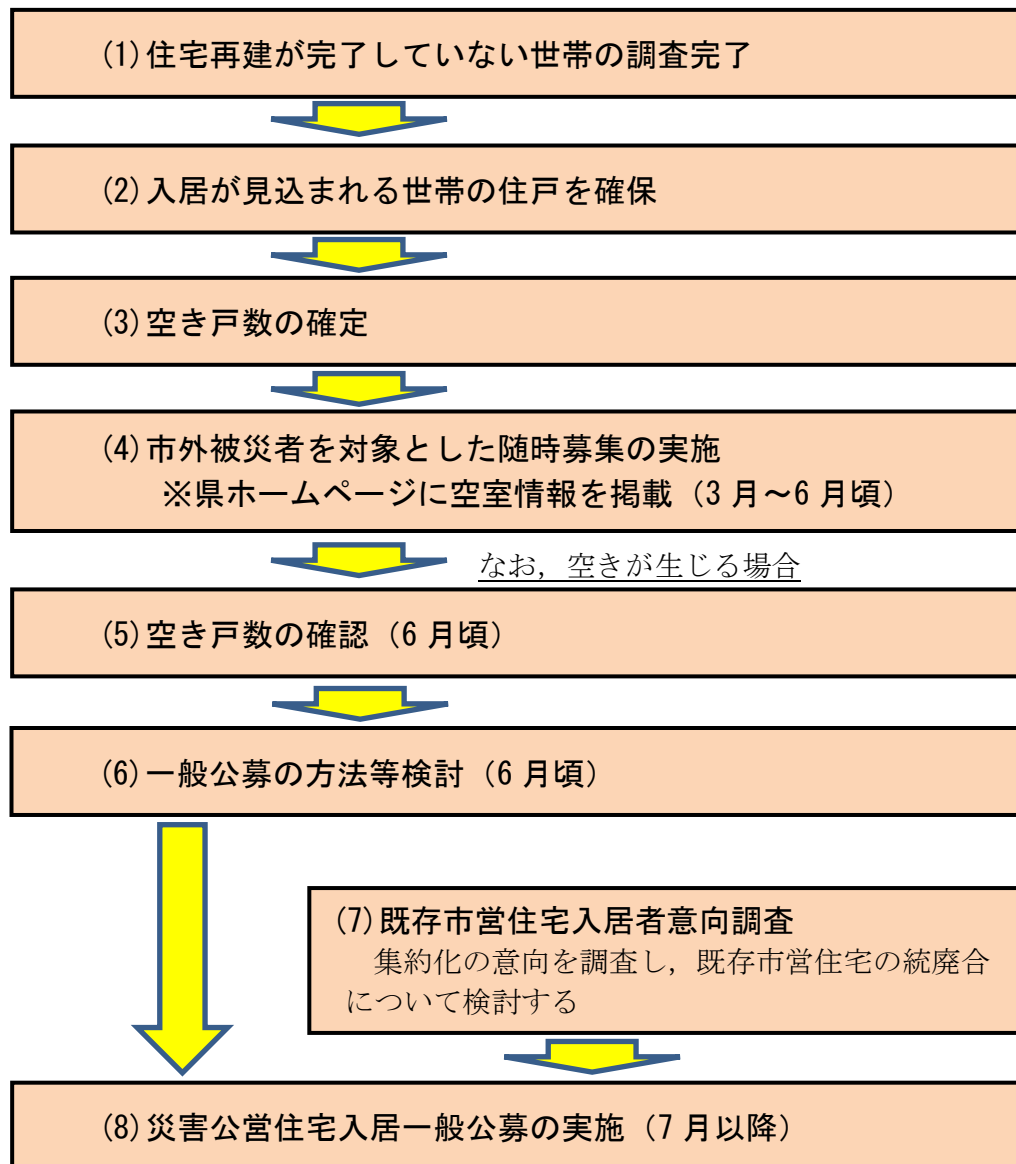 (1)住宅再建が完了していない世帯の調査完了
(2)入居が見込まれる世帯の住戸を確保
(3)空き戸数の確定
(4)市外被災者を対象とした随時募集の実施
※県ホームページに空室情報を掲載（3月～6月頃）
なお，空きが生じる場合
(5)空き戸数の確認（6月頃）
(6)一般公募の方法等検討（6月頃）
(7)既存市営住宅入居者意向調査
集約化の意向を調査し，既存市営住宅の統廃合
について検討する
(8)災害公営住宅入居一般公募の実施（7月以降）